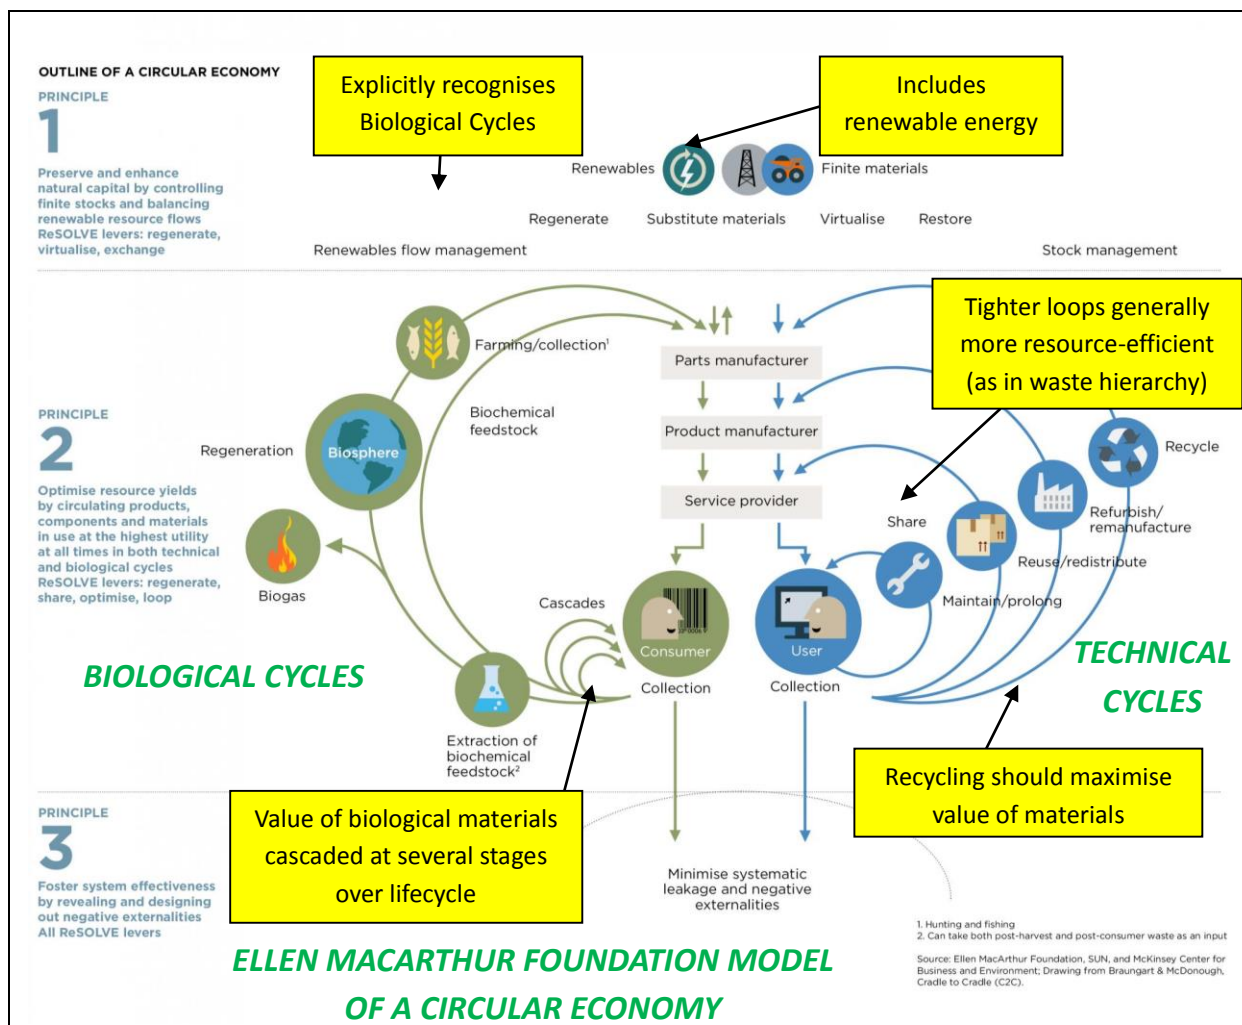 OUTLINE OF A CIRCULAR ECONOMY
PRINCIPLE
1
Preserve and enhance
natural capital by controlling
finite stocks and balancing
renewable resource flows
ReSOLVE levers: regenerate,
virtualise, exchange
Explicitly recognises
Biological Cycles
Includes
renewable energy
Renewables
Finite materials
Regenerate
Substitute materials
Virtualise
Restore
Renewables flow management
Stock management
PRINCIPLE
2
Optimise resource yields
by circulating products,
components and materials
in use at the highest utility
at all times in both technical
and biological cycles
ReSOLVE levers: regenerate,
share, optimise, loop
Farming/collection¹
Biochemical
feedstock
Regeneration
Biosphere
Biogas
Cascades
Extraction of
biochemical
feedstock²
Parts manufacturer
Product manufacturer
Service provider
Consumer
Collection
User
Collection
Tighter loops generally
more resource-efficient
(as in waste hierarchy)
Recycle
Refurbish/
remanufacture
Share
Reuse/redistribute
Maintain/prolong
BIOLOGICAL CYCLES
TECHNICAL
CYCLES
Value of biological materials
cascaded at several stages
over lifecycle
Recycling should maximise
value of materials
PRINCIPLE
3
Foster system effectiveness
by revealing and designing
out negative externalities
All ReSOLVE levers
Minimise systematic
leakage and negative
externalities
ELLEN MACARTHUR FOUNDATION MODEL
OF A CIRCULAR ECONOMY
1. Hunting and fishing
2. Can take both post-harvest and post-consumer waste as an input
Source: Ellen MacArthur Foundation, SUN, and McKinsey Center for
Business and Environment; Drawing from Braungart & McDonough,
Cradle to Cradle (C2C).